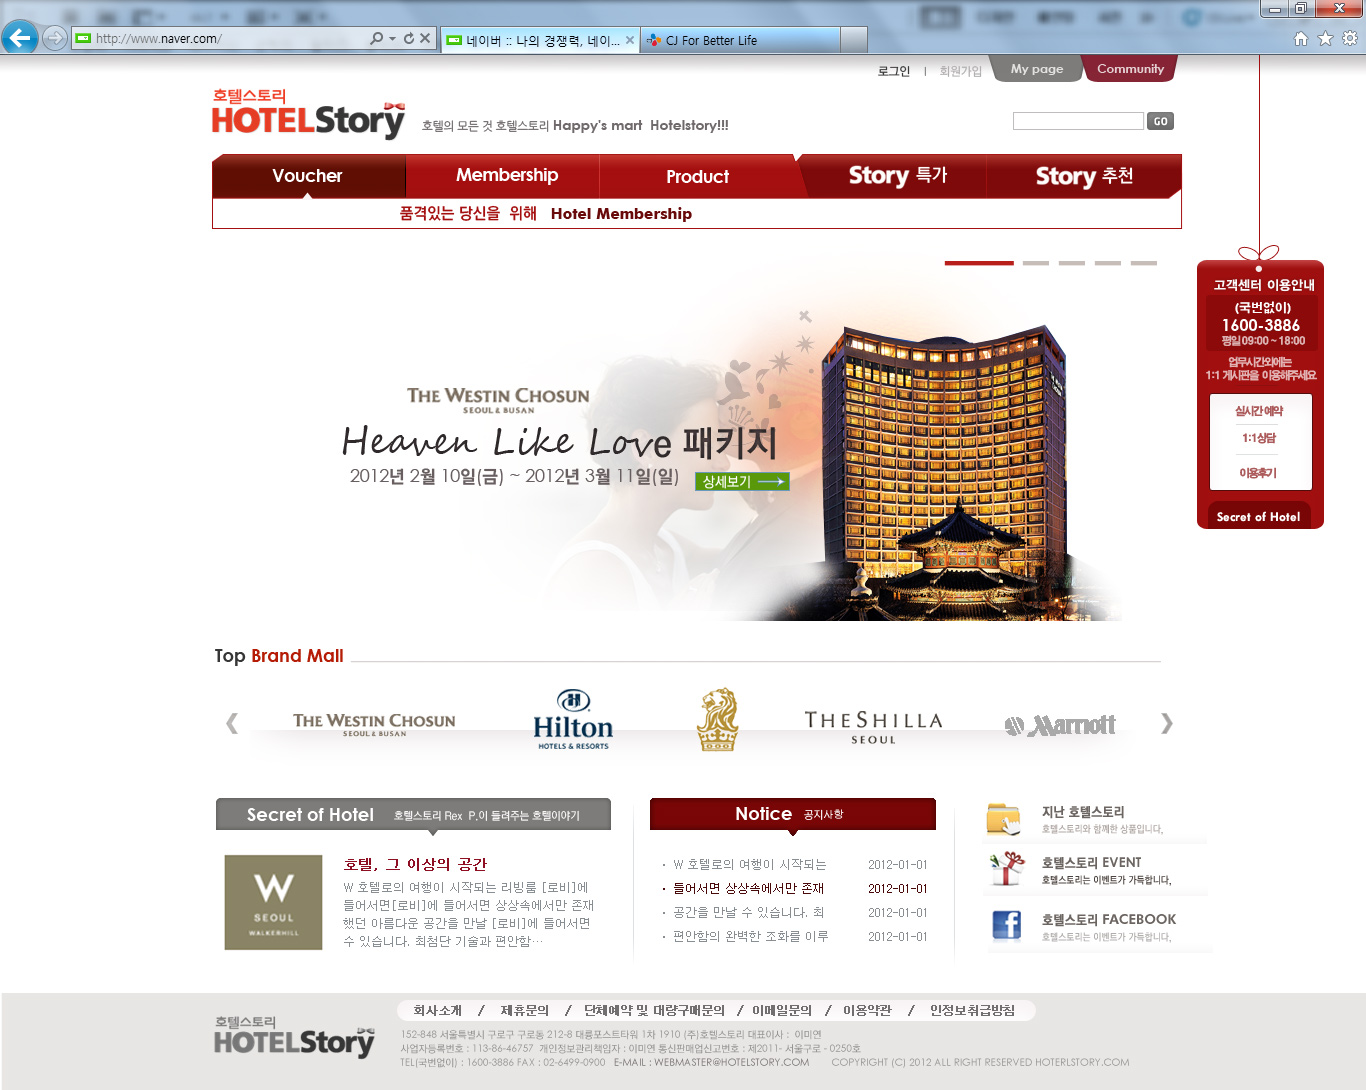 http://www.naver.com/
네이버 :: 나의 경쟁력, 네이...
CJ For Better Life
로그인 | 회원가입
My page
Community
호텔스토리
HOTELStory
호텔의 모든 것 호텔스토리 Happy's mart Hotelstory!!!
GO
Voucher
Membership
Product
Story 특가
Story 추천
품격있는 당신을 위해 Hotel Membership
고객센터 이용안내
(국번없이)
1600-3886
평일 09:00 ~ 18:00
업무시간외에는
1:1 게시판을 이용해주세요
실시간 예약
1:1상담
이용후기
Secret of Hotel
THE WESTIN CHOSUN
SEOUL & BUSAN
Heaven Like Love 패키지
2012년 2월 10일(금) ~ 2012년 3월 11일(일)
상세보기
Top Brand Mall
THE WESTIN CHOSUN
SEOUL & BUSAN
Hilton
HOTELS & RESORTS
THE SHILLA
SEOUL
Marriott
Secret of Hotel 호텔스토리 Rex P.이 들려주는 호텔이야기
W
SEOUL
WALKERHILL
호텔, 그 이상의 공간
W 호텔로의 여행이 시작되는 리빙룸 [로비]에
들어서면[로비]에 들어서면 상상속에서만 존재
했던 아름다운 공간을 만날 [로비]에 들어서면
수 있습니다. 최첨단 기술과 편안함…
Notice 공지사항
· W 호텔로의 여행이 시작되는 2012-01-01
· 들어서면 상상속에서만 존재 2012-01-01
· 공간을 만날 수 있습니다. 최 2012-01-01
· 편안함의 완벽한 조화를 이루 2012-01-01
지난 호텔스토리
호텔스토리와 함께한 상품입니다.
호텔스토리 EVENT
호텔스토리는 이벤트가 가득합니다.
호텔스토리 FACEBOOK
호텔스토리는 이벤트가 가득합니다.
회사소개 / 제휴문의 / 단체예약 및 대량구매문의 / 이메일문의 / 이용약관 / 인정보취급방침
호텔스토리
HOTELStory
152-848 서울특별시 구로구 구로동 212-8 대륭포스트타워 1차 1910 (주)호텔스토리 대표이사 : 이미연
사업자등록번호 : 113-86-46757 개인정보관리책임자 : 이미연 통신판매업신고번호 : 제2011- 서울구로 - 0250호
TEL(국번없이) : 1600-3886 FAX : 02-6499-0900 E-MAIL : WEBMASTER@HOTELSTORY.COM COPYRIGHT (C) 2012 ALL RIGHT RESERVED HOTERLSTORY.COM